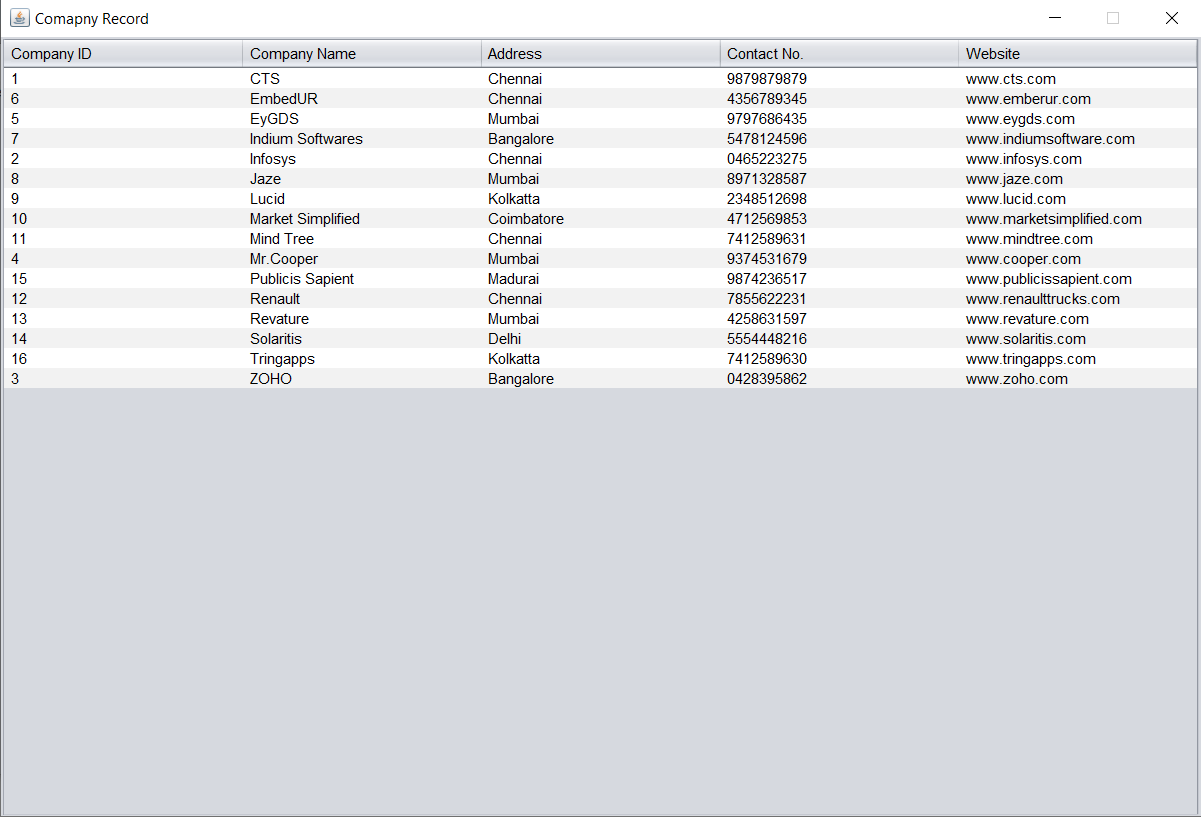 Comapny Record
Company ID Company Name Address Contact No. Website
1 CTS Chennai 9879879879 www.cts.com
6 EmbedUR Chennai 4356789345 www.emberur.com
5 EyGDS Mumbai 9797686435 www.eygds.com
7 Indium Softwares Bangalore 5478124596 www.indiumsoftware.com
2 Infosys Chennai 0465223275 www.infosys.com
8 Jaze Mumbai 8971328587 www.jaze.com
9 Lucid Kolkatta 2348512698 www.lucid.com
10 Market Simplified Coimbatore 4712569853 www.marketsimplified.com
11 Mind Tree Chennai 7412589631 www.mindtree.com
4 Mr.Cooper Mumbai 9374531679 www.cooper.com
15 Publicis Sapient Madurai 9874236517 www.publicissapient.com
12 Renault Chennai 7855622231 www.renaulttrucks.com
13 Revature Mumbai 4258631597 www.revature.com
14 Solaritis Delhi 5554448216 www.solaritis.com
16 Tringapps Kolkatta 7412589630 www.tringapps.com
3 ZOHO Bangalore 0428395862 www.zoho.com